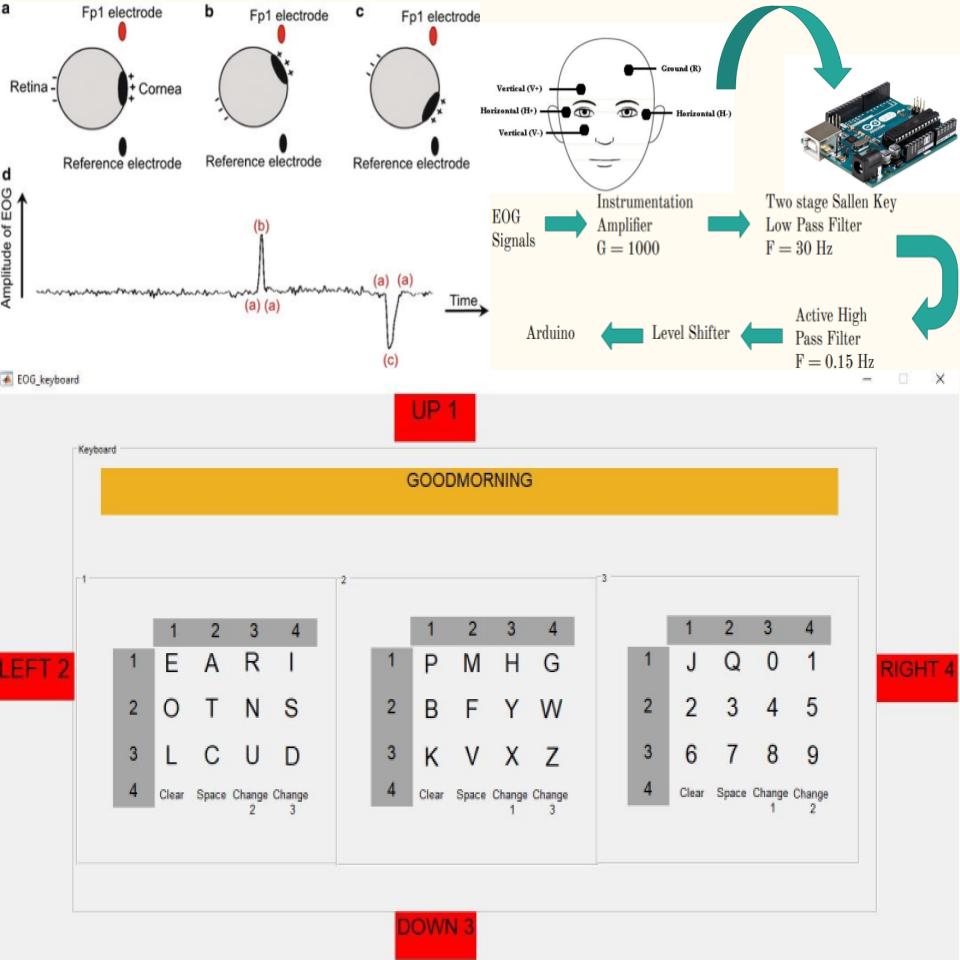 a
Fp1 electrode
Retina
Cornea
Reference electrode
b
Fp1 electrode
Reference electrode
c
Fp1 electrode
Reference electrode
d
Amplitude of EOG
(b)
(a) (a)
(a) (a)
(c)
Time
Ground (R)
Vertical (V+)
Horizontal (H+)
Horizontal (H-)
Vertical (V-)
EOG
Signals
Instrumentation
Amplifier
G = 1000
Two stage Sallen Key
Low Pass Filter
F = 30 Hz
Active High
Pass Filter
F = 0.15 Hz
Level Shifter
Arduino
EOG_keyboard
UP 1
Keyboard
GOODMORNING
LEFT 2
RIGHT 4
1
1 2 3 4
1 E A R I
2 O T N S
3 L C U D
4 Clear Space Change 2 Change 3
2
1 2 3 4
1 P M H G
2 B F Y W
3 K V X Z
4 Clear Space Change 1 Change 3
3
1 2 3 4
1 J Q 0 1
2 2 3 4 5
3 6 7 8 9
4 Clear Space Change 1 Change 2
DOWN 3